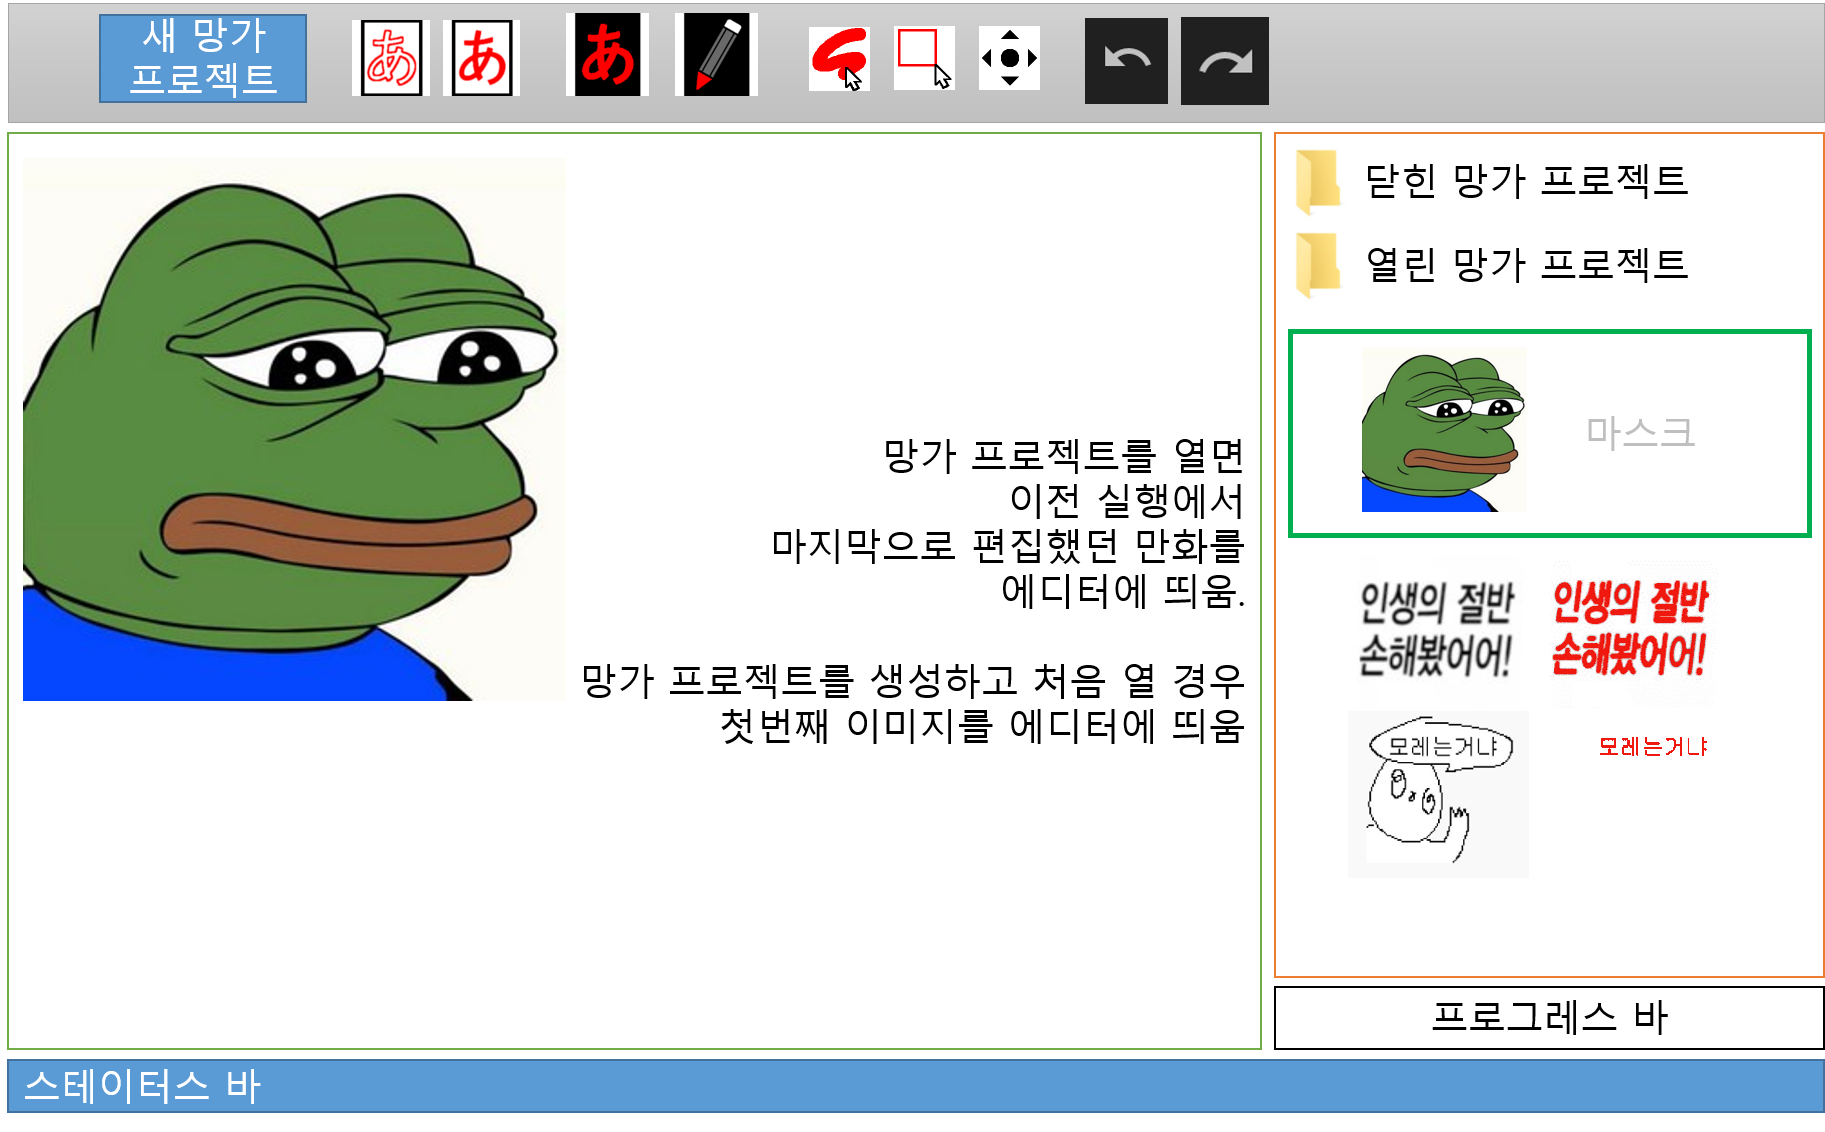 새 망가
프로젝트
あ
あ
あ
닫힌 망가 프로젝트
열린 망가 프로젝트
마스크
망가 프로젝트를 열면
이전 실행에서
마지막으로 편집했던 만화를
에디터에 띄움.
망가 프로젝트를 생성하고 처음 열 경우
첫번째 이미지를 에디터에 띄움
인생의 절반
손해봤어어!
인생의 절반
손해봤어어!
모레는거냐
모레는거냐
프로그레스 바
스테이터스 바